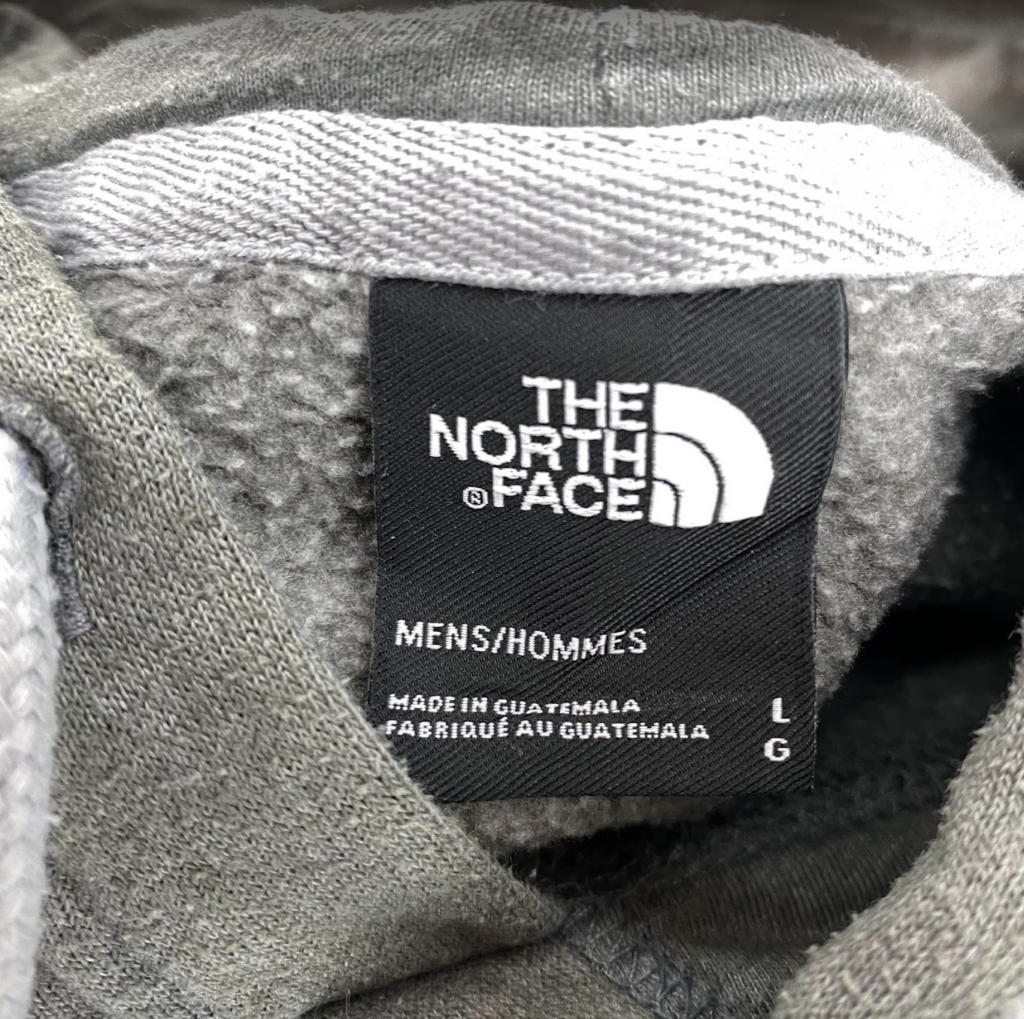 THE
NORTH
®FACE
MENS/HOMMES
MADE IN GUATEMALA
FABRIQUÉ AU GUATEMALA
L
G